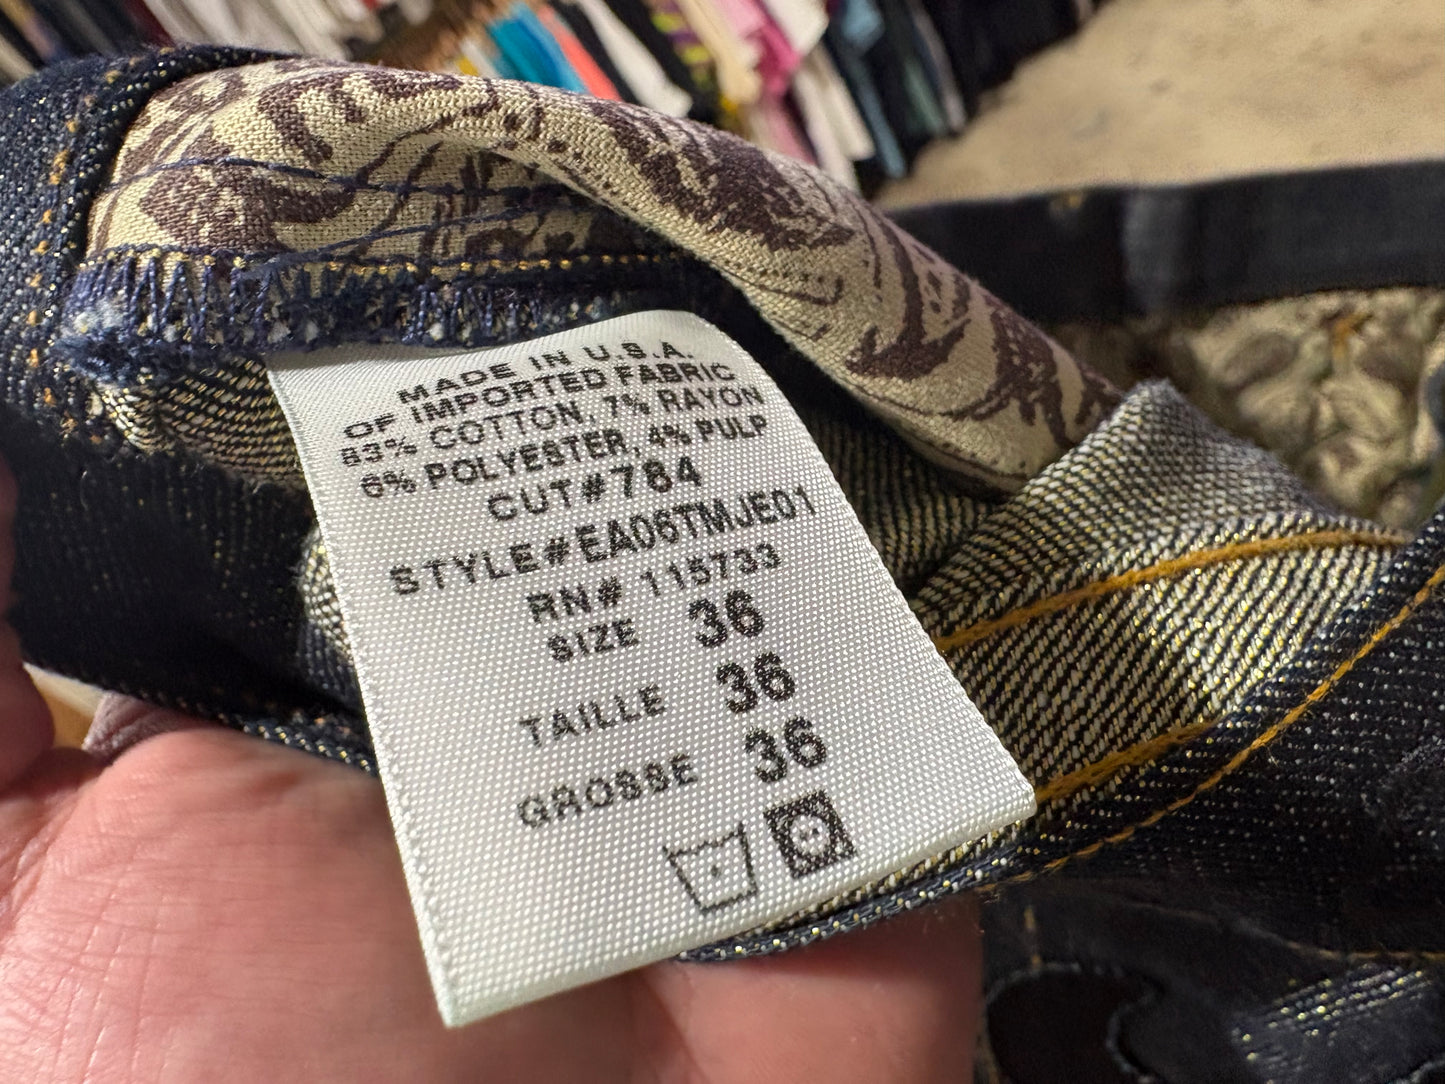 MADE IN U.S.A.
OF IMPORTED FABRIC
83% COTTON, 7% RAYON
6% POLYESTER, 4% PULP
CUT#784
STYLE#EA06TMJE01
RN# 115733
SIZE 36
TAILLE 36
GROSSE 36